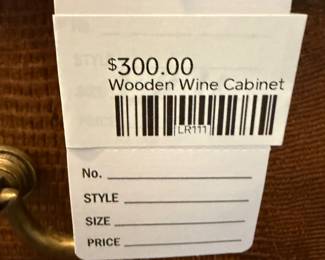 $300.00
Wooden Wine Cabinet
LR111
No.
STYLE
SIZE
PRICE